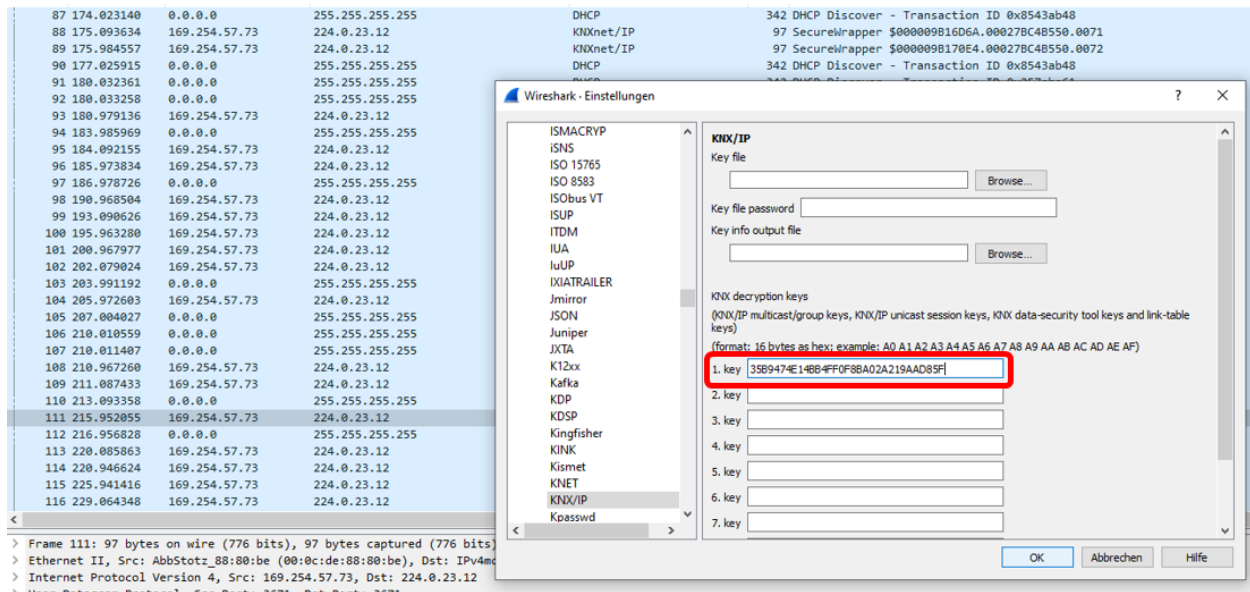 87 174.023140 0.0.0.0 255.255.255.255 DHCP 342 DHCP Discover - Transaction ID 0x8543ab48
88 175.093634 169.254.57.73 224.0.23.12 KNXnet/IP 97 SecureWrapper $000009B16D6A.00027BC4B550.0071
89 175.984557 169.254.57.73 224.0.23.12 KNXnet/IP 97 SecureWrapper $000009B170E4.00027BC4B550.0072
90 177.025915 0.0.0.0 255.255.255.255 DHCP 342 DHCP Discover - Transaction ID 0x8543ab48
91 180.032361 0.0.0.0 255.255.255.255
92 180.033258 0.0.0.0 255.255.255.255
93 180.979136 169.254.57.73 224.0.23.12
94 183.985969 0.0.0.0 255.255.255.255
95 184.092155 169.254.57.73 224.0.23.12
96 185.973834 169.254.57.73 224.0.23.12
97 186.978726 0.0.0.0 255.255.255.255
98 190.968504 169.254.57.73 224.0.23.12
99 193.090626 169.254.57.73 224.0.23.12
100 195.963280 169.254.57.73 224.0.23.12
101 200.967977 169.254.57.73 224.0.23.12
102 202.079024 169.254.57.73 224.0.23.12
103 203.991192 0.0.0.0 255.255.255.255
104 205.972603 169.254.57.73 224.0.23.12
105 207.004027 0.0.0.0 255.255.255.255
106 210.010559 0.0.0.0 255.255.255.255
107 210.011407 0.0.0.0 255.255.255.255
108 210.967260 169.254.57.73 224.0.23.12
109 211.087433 169.254.57.73 224.0.23.12
110 213.093358 0.0.0.0 255.255.255.255
111 215.952055 169.254.57.73 224.0.23.12
112 216.956828 0.0.0.0 255.255.255.255
113 220.085863 169.254.57.73 224.0.23.12
114 220.946624 169.254.57.73 224.0.23.12
115 225.941416 169.254.57.73 224.0.23.12
116 229.064348 169.254.57.73 224.0.23.12
> Frame 111: 97 bytes on wire (776 bits), 97 bytes captured (776 bits)
> Ethernet II, Src: AbbStotz_88:80:be (00:0c:de:88:80:be), Dst: IPv4mc
> Internet Protocol Version 4, Src: 169.254.57.73, Dst: 224.0.23.12
Wireshark · Einstellungen
ISMACRYP
iSNS
ISO 15765
ISO 8583
ISObus VT
ISUP
ITDM
IUA
IuUP
IXIATRAILER
Jmirror
JSON
Juniper
JXTA
K12xx
Kafka
KDP
KDSP
Kingfisher
KINK
Kismet
KNET
KNX/IP
Kpasswd
KNX/IP
Key file
Browse...
Key file password
Key info output file
Browse...
KNX decryption keys
(KNX/IP multicast/group keys, KNX/IP unicast session keys, KNX data-security tool keys and link-table
keys)
(format: 16 bytes as hex; example: A0 A1 A2 A3 A4 A5 A6 A7 A8 A9 AA AB AC AD AE AF)
1. key 35B9474E14BB4FF0F8BA02A219AAD85F
2. key
3. key
4. key
5. key
6. key
7. key
OK Abbrechen Hilfe